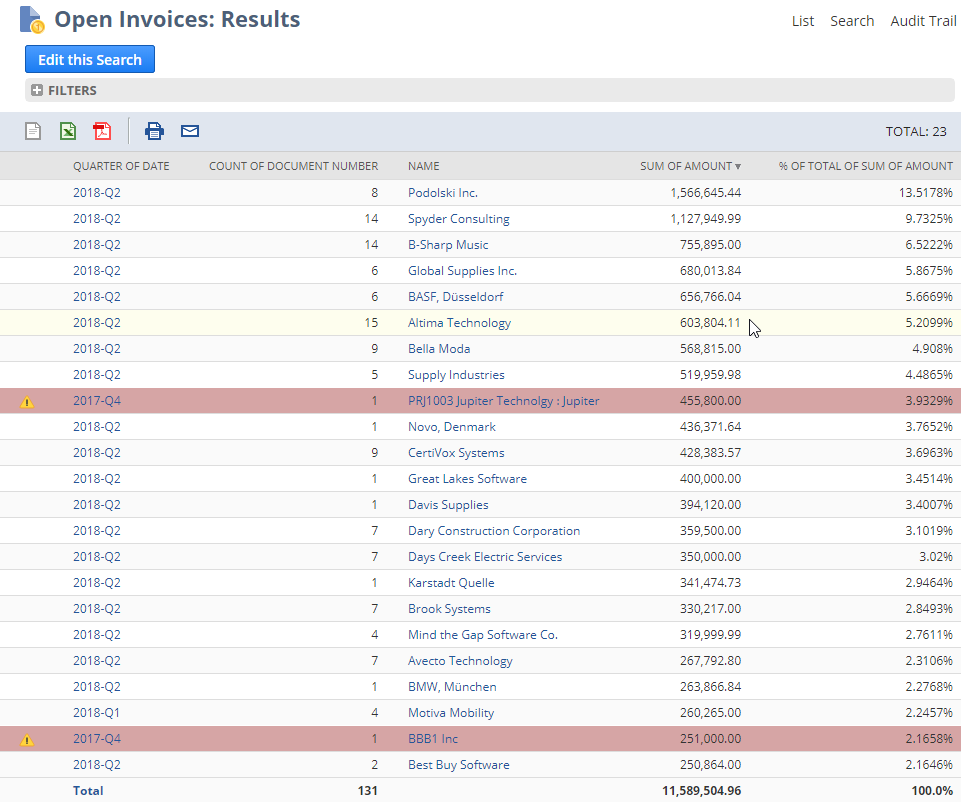 Open Invoices: Results
List Search Audit Trail
Edit this Search
FILTERS
TOTAL: 23
QUARTER OF DATE COUNT OF DOCUMENT NUMBER NAME SUM OF AMOUNT▼ % OF TOTAL OF SUM OF AMOUNT
2018-Q2 8 Podolski Inc. 1,566,645.44 13.5178%
2018-Q2 14 Spyder Consulting 1,127,949.99 9.7325%
2018-Q2 14 B-Sharp Music 755,895.00 6.5222%
2018-Q2 6 Global Supplies Inc. 680,013.84 5.8675%
2018-Q2 6 BASF, Düsseldorf 656,766.04 5.6669%
2018-Q2 15 Altima Technology 603,804.11 5.2099%
2018-Q2 9 Bella Moda 568,815.00 4.908%
2018-Q2 5 Supply Industries 519,959.98 4.4865%
2017-Q4 1 PRJ1003 Jupiter Technolgy : Jupiter 455,800.00 3.9329%
2018-Q2 1 Novo, Denmark 436,371.64 3.7652%
2018-Q2 9 CertiVox Systems 428,383.57 3.6963%
2018-Q2 1 Great Lakes Software 400,000.00 3.4514%
2018-Q2 1 Davis Supplies 394,120.00 3.4007%
2018-Q2 7 Dary Construction Corporation 359,500.00 3.1019%
2018-Q2 7 Days Creek Electric Services 350,000.00 3.02%
2018-Q2 1 Karstadt Quelle 341,474.73 2.9464%
2018-Q2 7 Brook Systems 330,217.00 2.8493%
2018-Q2 4 Mind the Gap Software Co. 319,999.99 2.7611%
2018-Q2 7 Avecto Technology 267,792.80 2.3106%
2018-Q2 1 BMW, München 263,866.84 2.2768%
2018-Q1 4 Motiva Mobility 260,265.00 2.2457%
2017-Q4 1 BBB1 Inc 251,000.00 2.1658%
2018-Q2 2 Best Buy Software 250,864.00 2.1646%
Total 131 11,589,504.96 100.0%